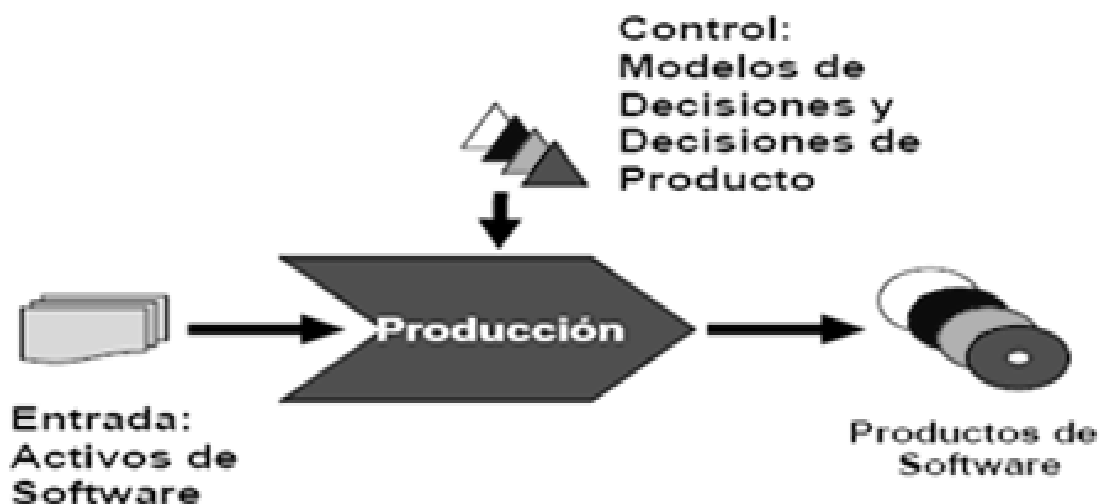 Control:
Modelos de
Decisiones y
Decisiones de
Producto
Producción
Entrada:
Activos de
Software
Productos de
Software